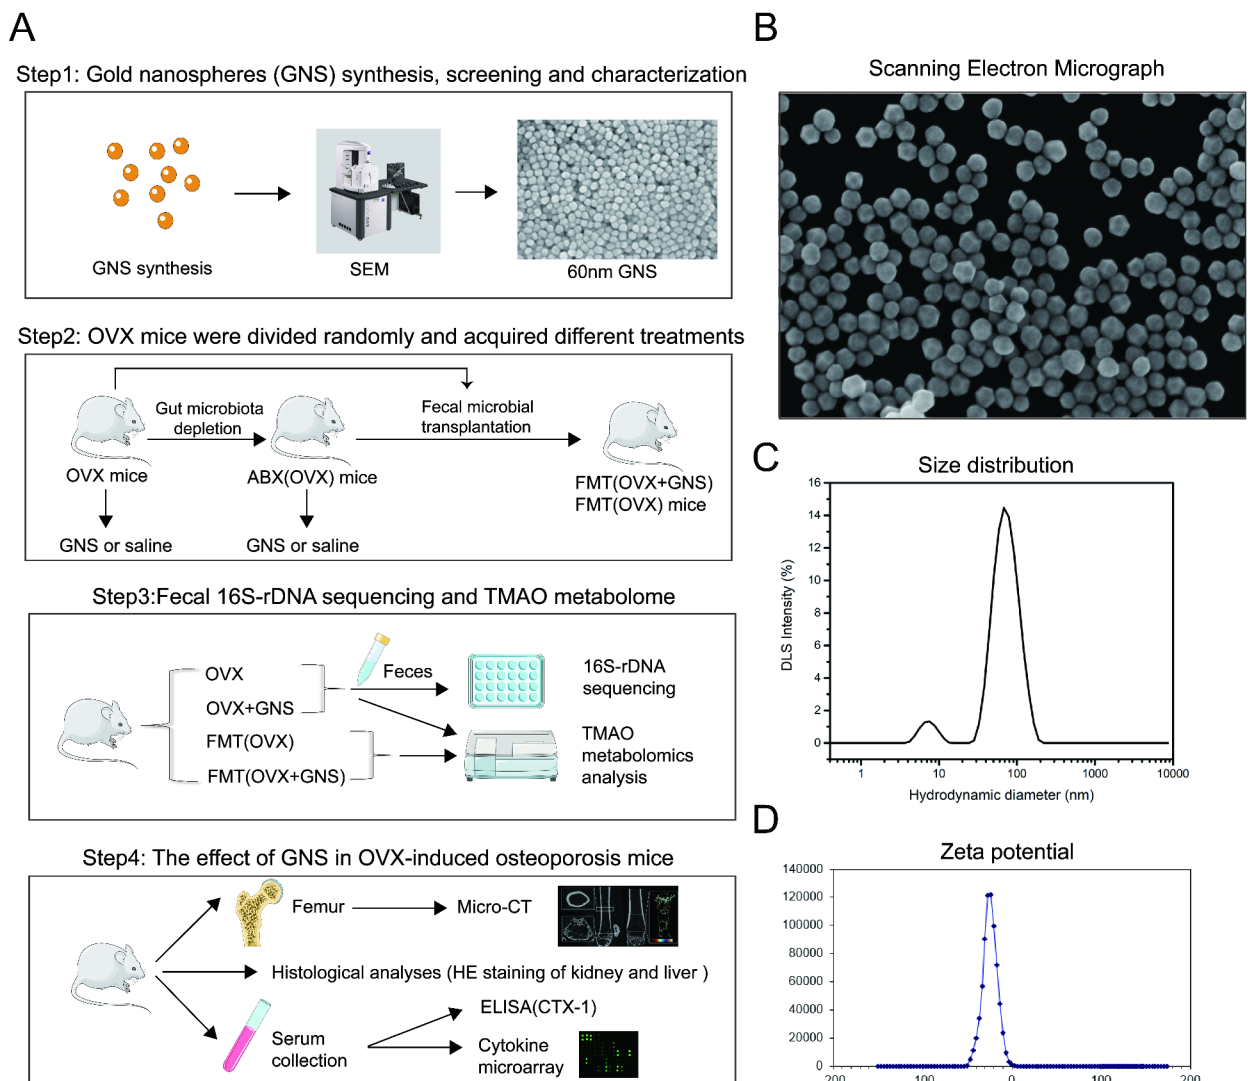 A
Step1: Gold nanospheres (GNS) synthesis, screening and characterization
GNS synthesis
SEM
60nm GNS
Step2: OVX mice were divided randomly and acquired different treatments
Gut microbiota
depletion
Fecal microbial
transplantation
OVX mice
ABX(OVX) mice
FMT(OVX+GNS)
FMT(OVX) mice
GNS or saline
GNS or saline
Step3:Fecal 16S-rDNA sequencing and TMAO metabolome
OVX
OVX+GNS
FMT(OVX)
FMT(OVX+GNS)
Feces
16S-rDNA
sequencing
TMAO
metabolomics
analysis
Step4: The effect of GNS in OVX-induced osteoporosis mice
Femur
Micro-CT
Histological analyses (HE staining of kidney and liver )
Serum
collection
ELISA(CTX-1)
Cytokine
microarray
B
Scanning Electron Micrograph
C
Size distribution
16
14
12
10
8
6
4
2
0
DLS Intensity (%)
1
10
100
1000
10000
Hydrodynamic diameter (nm)
D
Zeta potential
140000
120000
100000
80000
60000
40000
20000
0
-200
-100
0
100
200